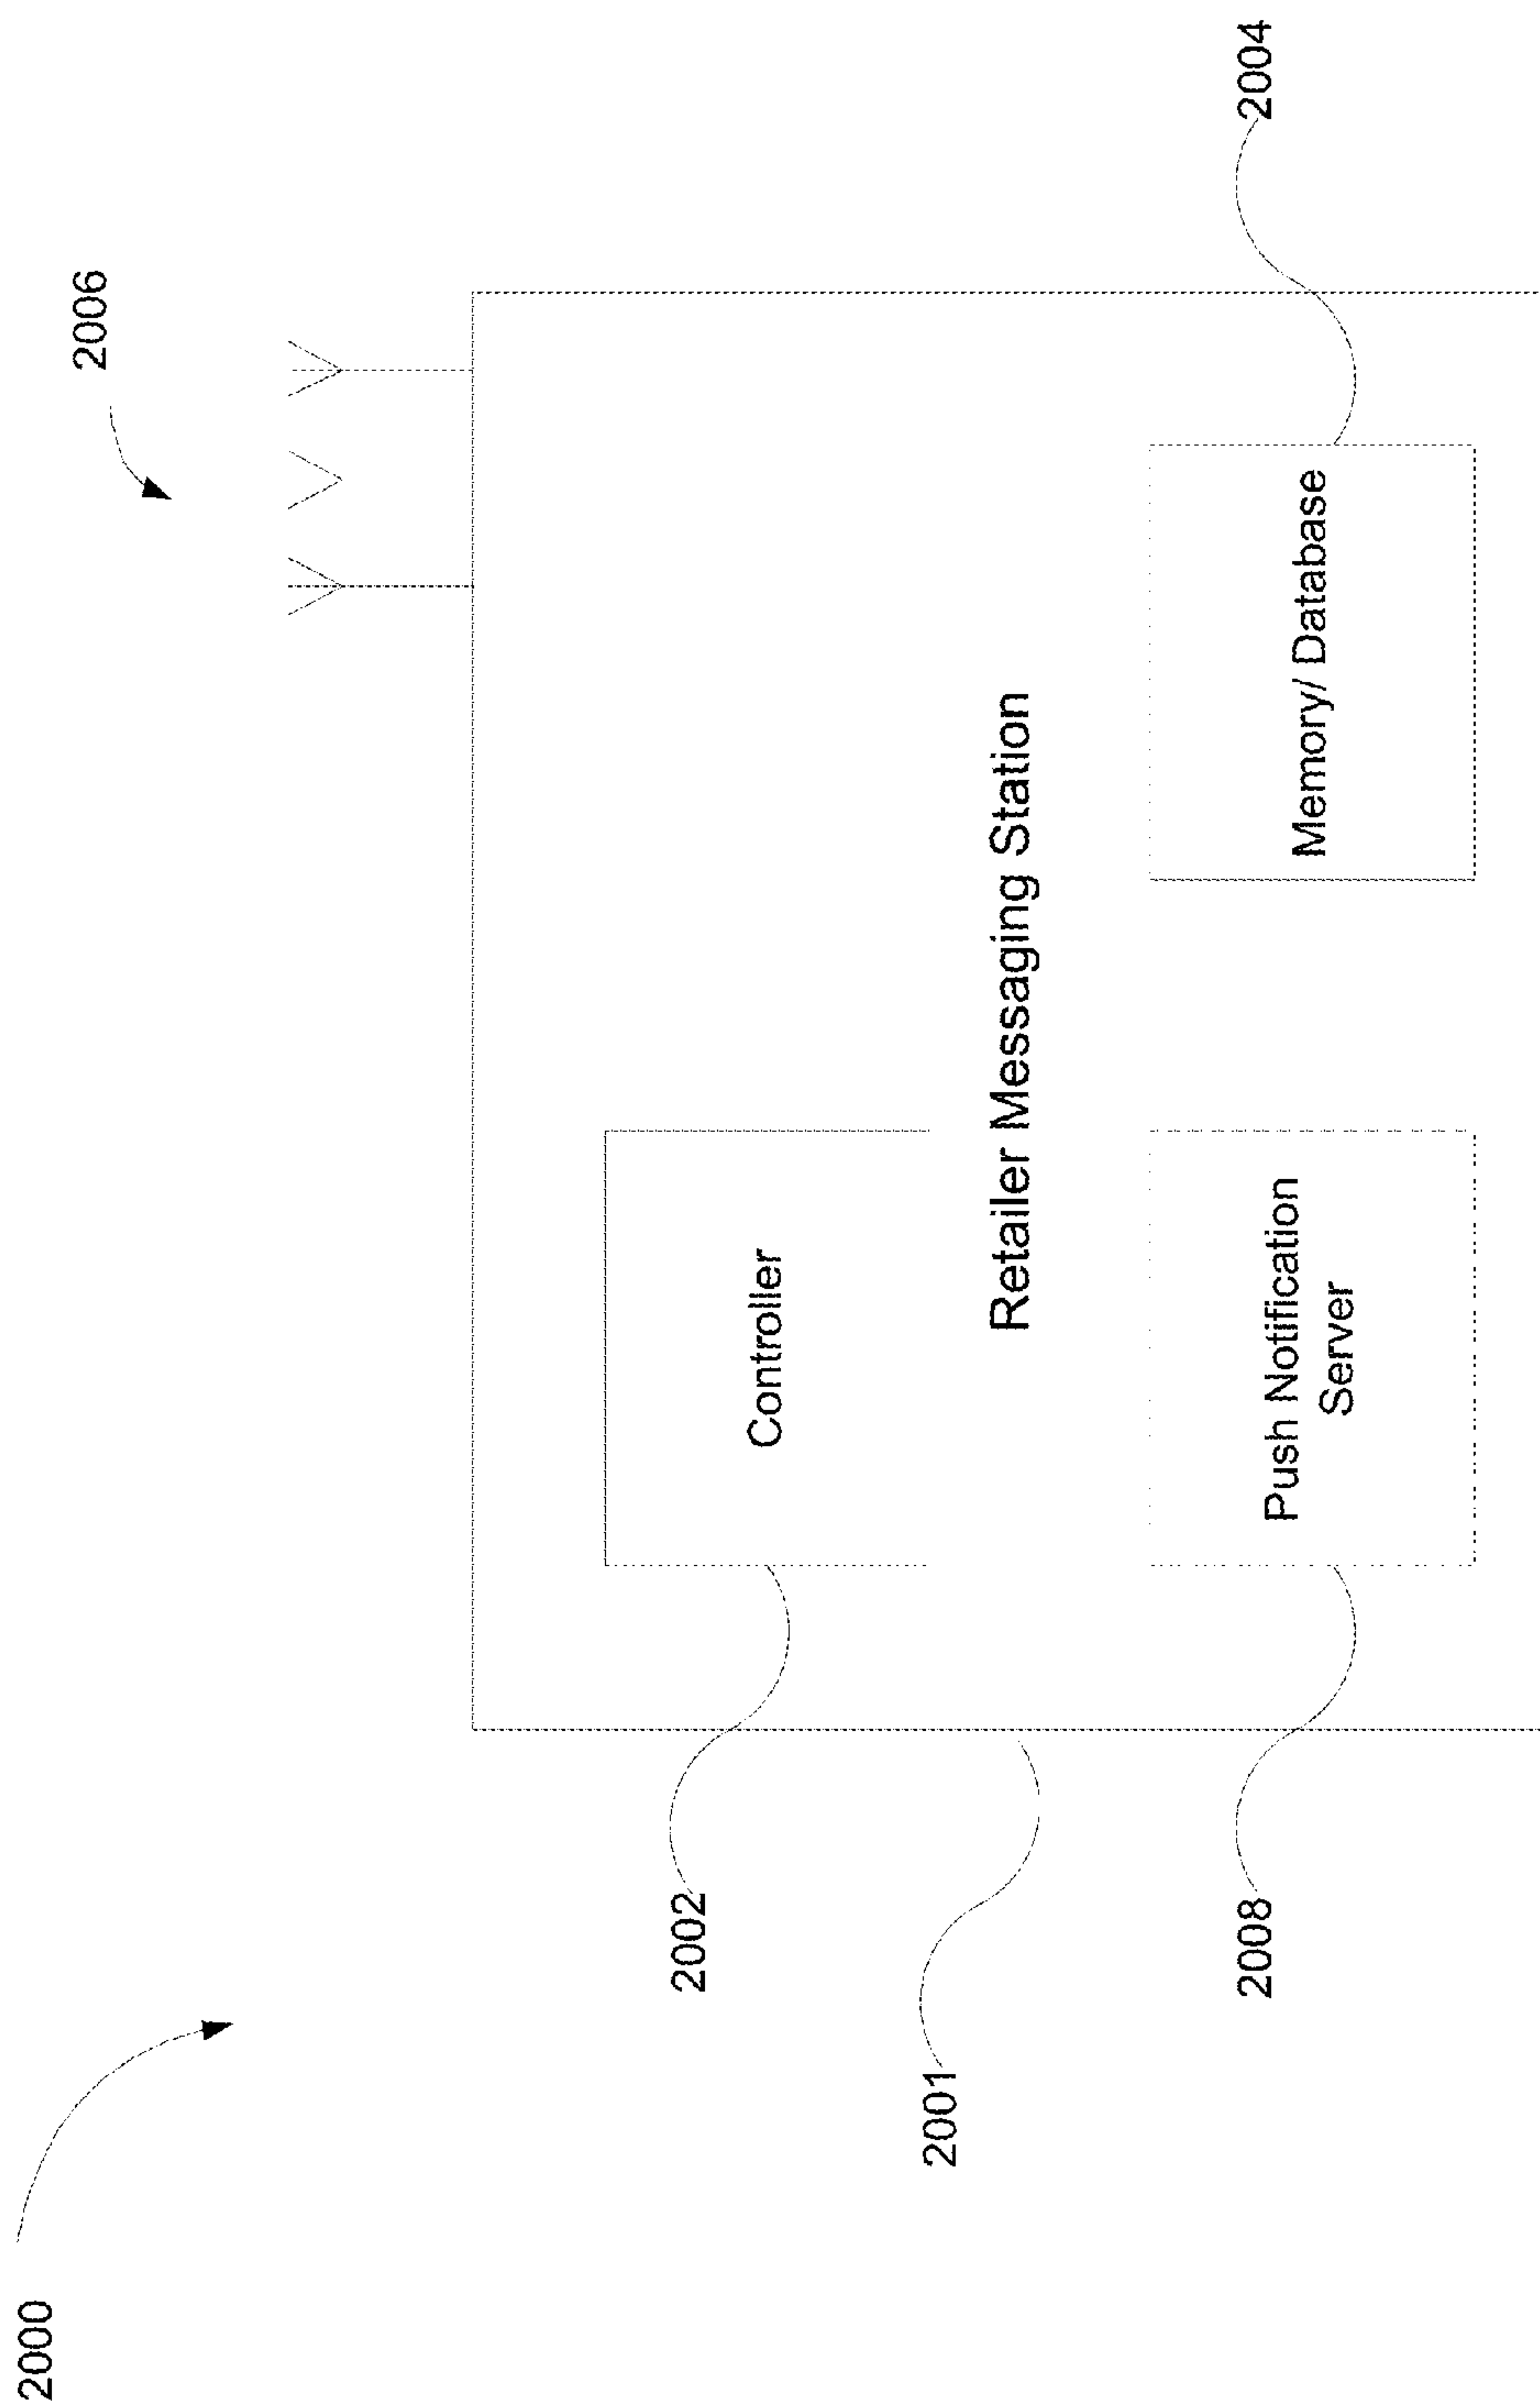 2000
2006
2002
Controller
2001
Retailer Messaging Station
2004
2008
Push Notification
Server
Memory/ Database